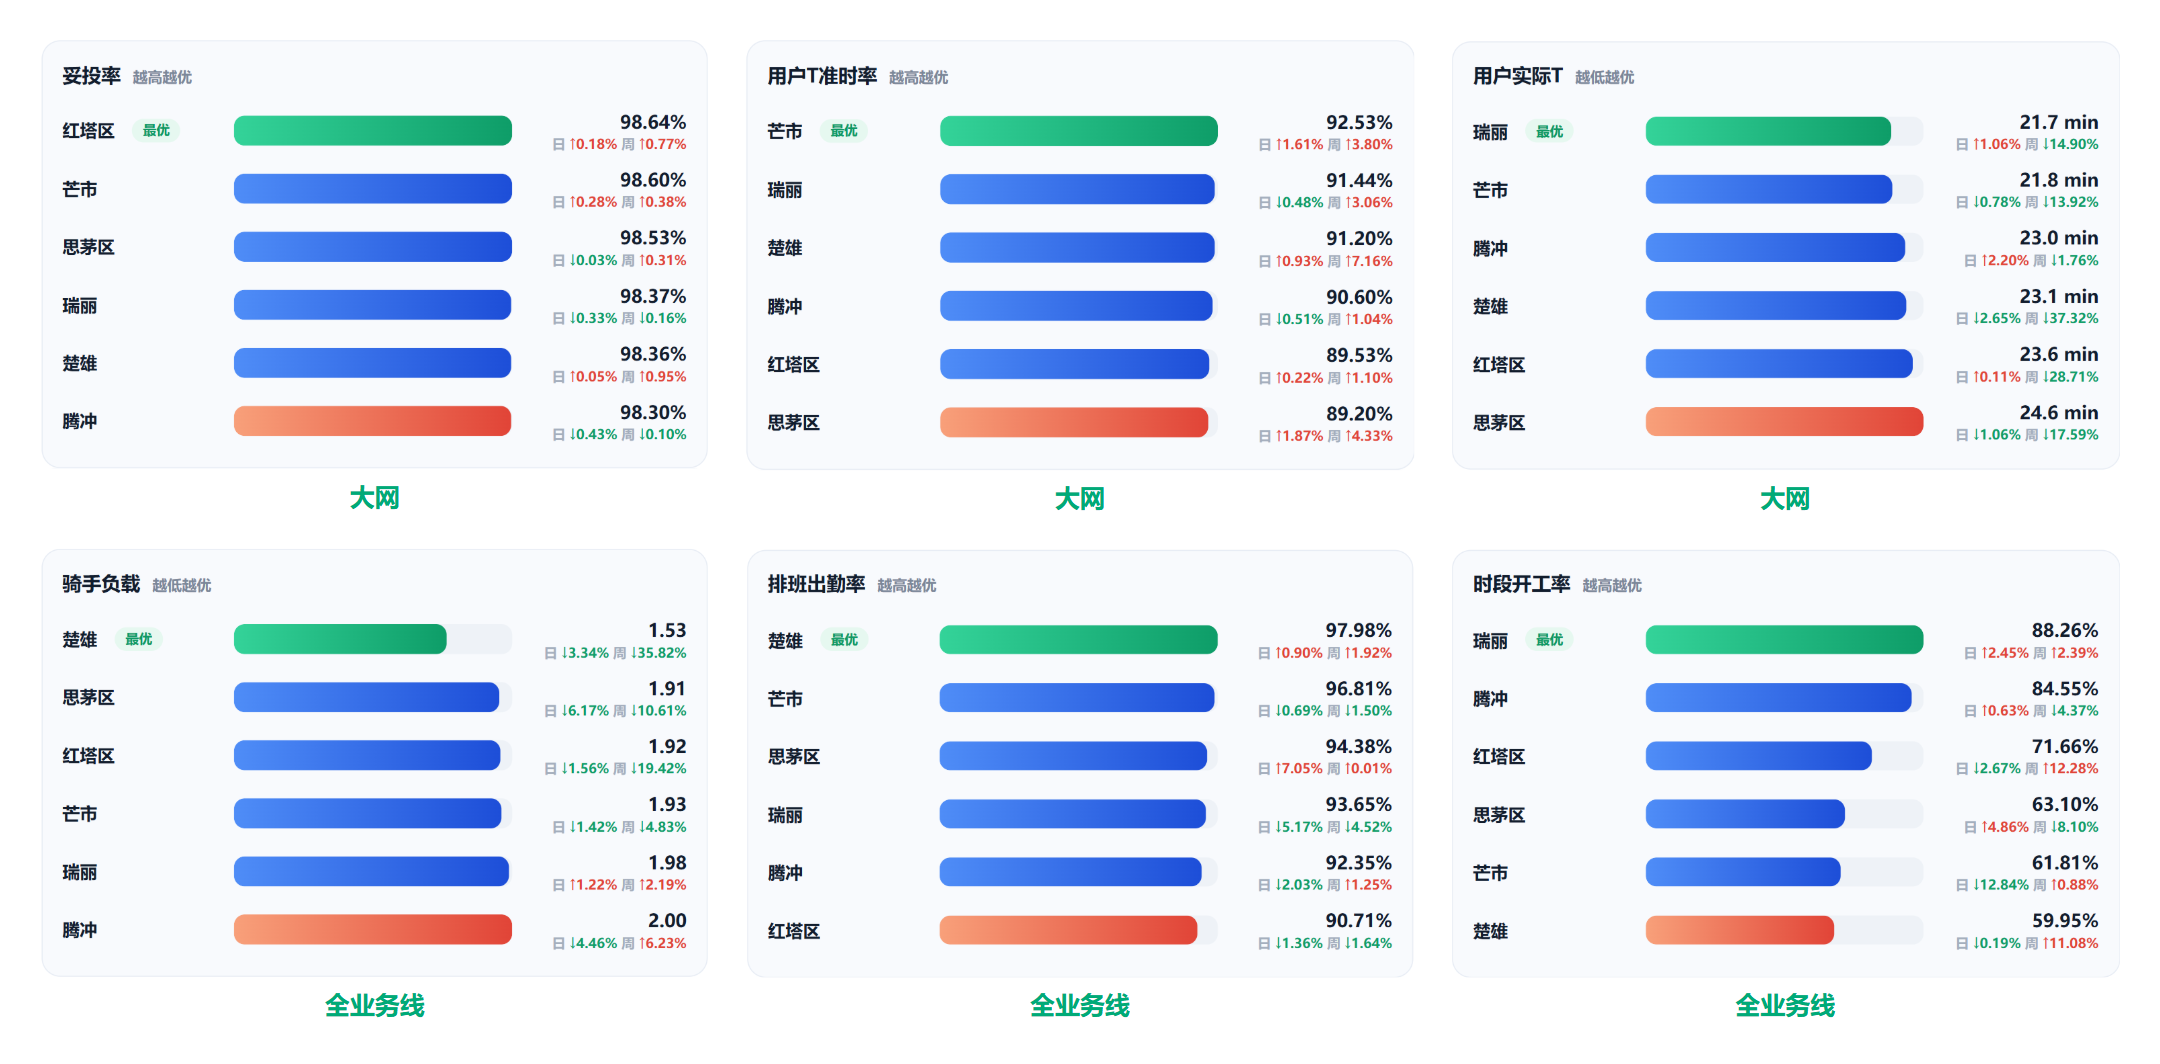 妥投率 越高越优
红塔区 最优 98.64%
日 ↑0.18% 周 ↑0.77%
芒市 98.60%
日 ↑0.28% 周 ↑0.38%
思茅区 98.53%
日 ↓0.03% 周 ↑0.31%
瑞丽 98.37%
日 ↓0.33% 周 ↓0.16%
楚雄 98.36%
日 ↑0.05% 周 ↑0.95%
腾冲 98.30%
日 ↓0.43% 周 ↓0.10%
大网
用户T准时率 越高越优
芒市 最优 92.53%
日 ↑1.61% 周 ↑3.80%
瑞丽 91.44%
日 ↓0.48% 周 ↑3.06%
楚雄 91.20%
日 ↑0.93% 周 ↑7.16%
腾冲 90.60%
日 ↓0.51% 周 ↑1.04%
红塔区 89.53%
日 ↑0.22% 周 ↑1.10%
思茅区 89.20%
日 ↑1.87% 周 ↑4.33%
大网
用户实际T 越低越优
瑞丽 最优 21.7 min
日 ↑1.06% 周 ↓14.90%
芒市 21.8 min
日 ↓0.78% 周 ↓13.92%
腾冲 23.0 min
日 ↑2.20% 周 ↓1.76%
楚雄 23.1 min
日 ↓2.65% 周 ↓37.32%
红塔区 23.6 min
日 ↑0.11% 周 ↓28.71%
思茅区 24.6 min
日 ↓1.06% 周 ↓17.59%
大网
骑手负载 越低越优
楚雄 最优 1.53
日 ↓3.34% 周 ↓35.82%
思茅区 1.91
日 ↓6.17% 周 ↓10.61%
红塔区 1.92
日 ↓1.56% 周 ↓19.42%
芒市 1.93
日 ↓1.42% 周 ↓4.83%
瑞丽 1.98
日 ↑1.22% 周 ↑2.19%
腾冲 2.00
日 ↓4.46% 周 ↑6.23%
全业务线
排班出勤率 越高越优
楚雄 最优 97.98%
日 ↑0.90% 周 ↑1.92%
芒市 96.81%
日 ↓0.69% 周 ↓1.50%
思茅区 94.38%
日 ↑7.05% 周 ↑0.01%
瑞丽 93.65%
日 ↓5.17% 周 ↓4.52%
腾冲 92.35%
日 ↓2.03% 周 ↑1.25%
红塔区 90.71%
日 ↓1.36% 周 ↓1.64%
全业务线
时段开工率 越高越优
瑞丽 最优 88.26%
日 ↑2.45% 周 ↑2.39%
腾冲 84.55%
日 ↑0.63% 周 ↓4.37%
红塔区 71.66%
日 ↓2.67% 周 ↑12.28%
思茅区 63.10%
日 ↑4.86% 周 ↓8.10%
芒市 61.81%
日 ↓12.84% 周 ↑0.88%
楚雄 59.95%
日 ↓0.19% 周 ↑11.08%
全业务线